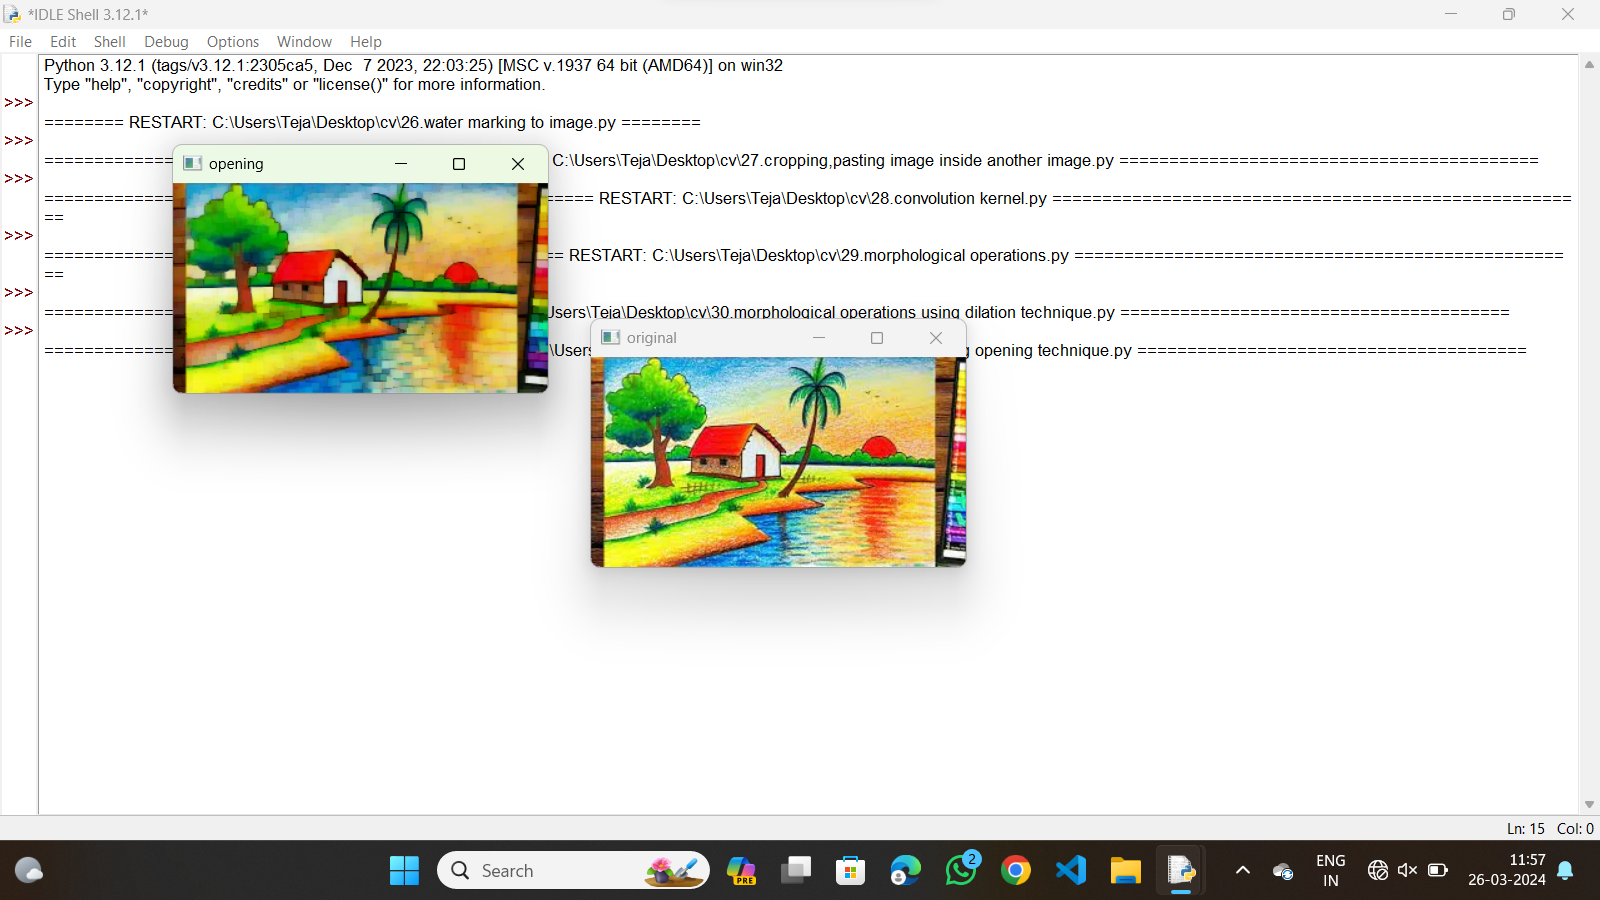 *IDLE Shell 3.12.1*
File Edit Shell Debug Options Window Help
Python 3.12.1 (tags/v3.12.1:2305ca5, Dec  7 2023, 22:03:25) [MSC v.1937 64 bit (AMD64)] on win32
Type "help", "copyright", "credits" or "license()" for more information.
>>>
======== RESTART: C:\Users\Teja\Desktop\cv\26.water marking to image.py ========
>>>
============= C:\Users\Teja\Desktop\cv\27.cropping,pasting image inside another image.py ======================================
>>>
============= ===== RESTART: C:\Users\Teja\Desktop\cv\28.convolution kernel.py ====================================================
==
>>>
============= == RESTART: C:\Users\Teja\Desktop\cv\29.morphological operations.py =================================================
==
>>>
============= Jsers\Teja\Desktop\cv\30.morphological operations using dilation technique.py =======================================
>>>
============= \Users opening technique.py =======================================
opening
original
Ln: 15 Col: 0
Search
PRE
2
ENG
IN
11:57
26-03-2024